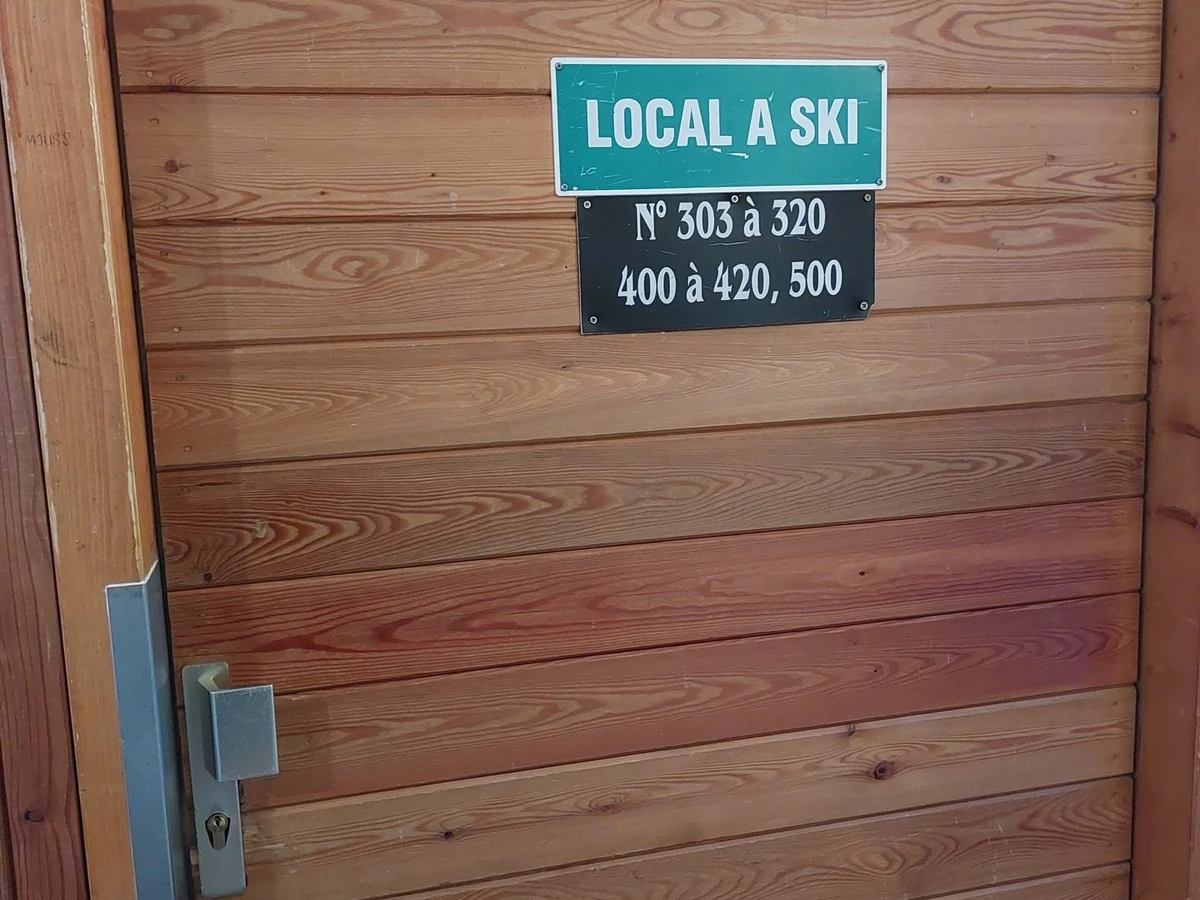 LOCAL A SKI
N° 303 à 320
400 à 420, 500